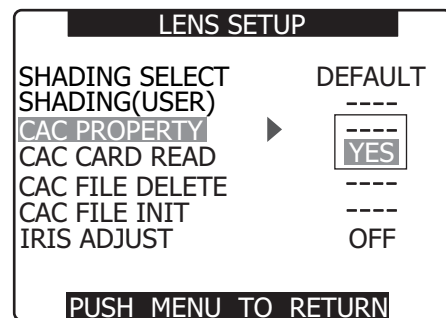 LENS SETUP
SHADING SELECT DEFAULT
SHADING(USER) ----
CAC PROPERTY ----
CAC CARD READ YES
CAC FILE DELETE ----
CAC FILE INIT ----
IRIS ADJUST OFF
PUSH MENU TO RETURN